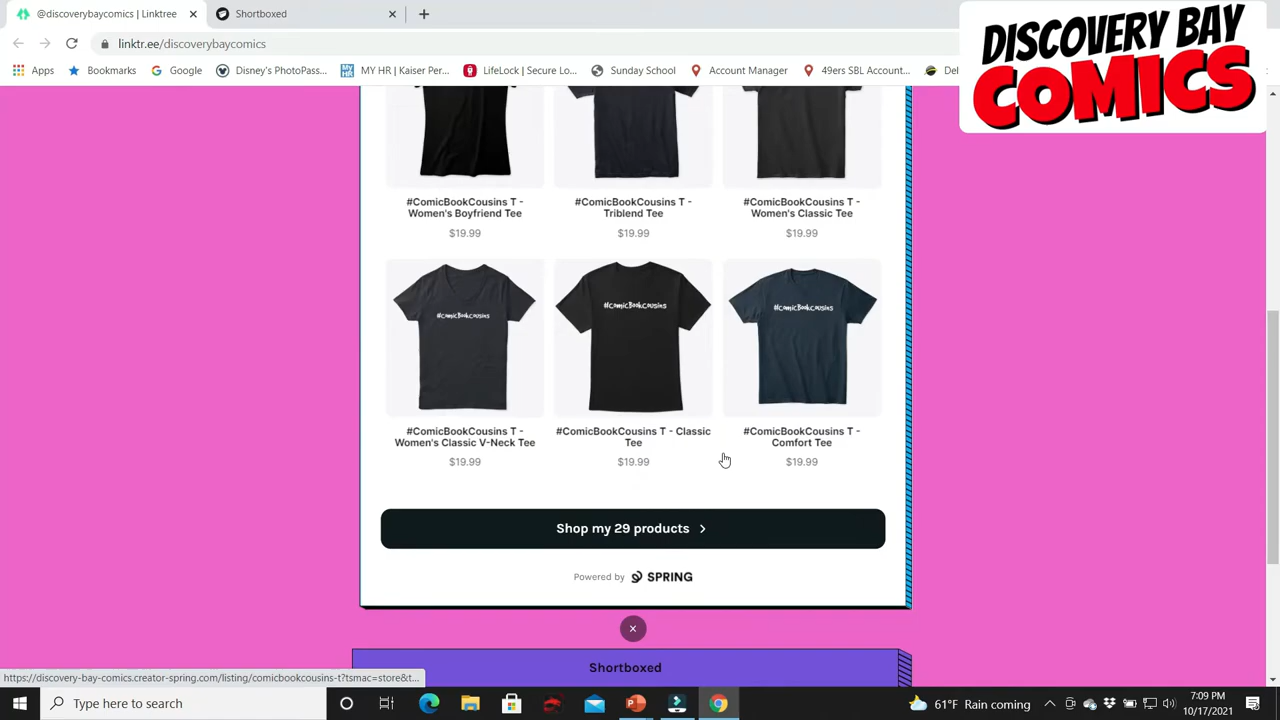 @discoverybaycomics | Linktree
Shortboxed
linktr.ee/discoverybaycomics
Apps
Bookmarks
Google
Disney's Photopass...
MY HR | Kaiser Per...
LifeLock | Secure Lo...
Sunday School
Account Manager
49ers SBL Account...
Del
DISCOVERY BAY
COMICS
#ComicBookCousins T -
Women's Boyfriend Tee
$19.99
#ComicBookCousins T -
Triblend Tee
$19.99
#ComicBookCousins T -
Women's Classic Tee
$19.99
#ComicBookCousins
#ComicBookCousins
#ComicBookCousins
#ComicBookCousins T -
Women's Classic V-Neck Tee
$19.99
#ComicBookCousins T - Classic
Tee
$19.99
#ComicBookCousins T -
Comfort Tee
$19.99
Shop my 29 products
Powered by SPRING
Shortboxed
https://discovery-bay-comics.creator-spring.com/listing/comicbookcousins-t?tsmac=store&t...
Type here to search
61°F Rain coming
7:09 PM
10/17/2021